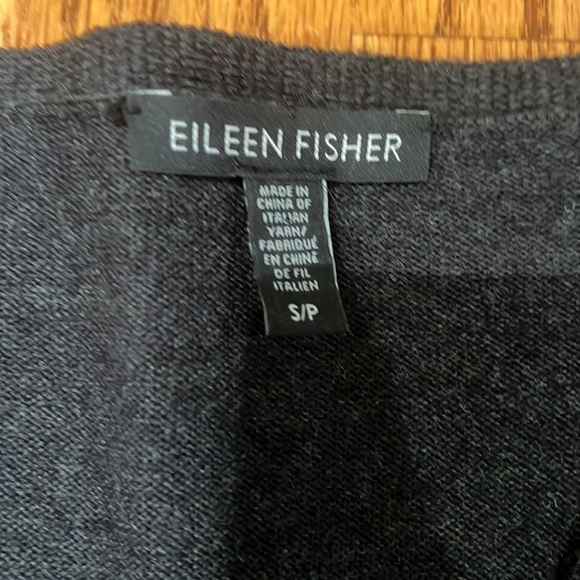 EILEEN FISHER
MADE IN
CHINA OF
ITALIAN
YARN/
FABRIQUÉ
EN CHINE
DE FIL
ITALIEN
S/P